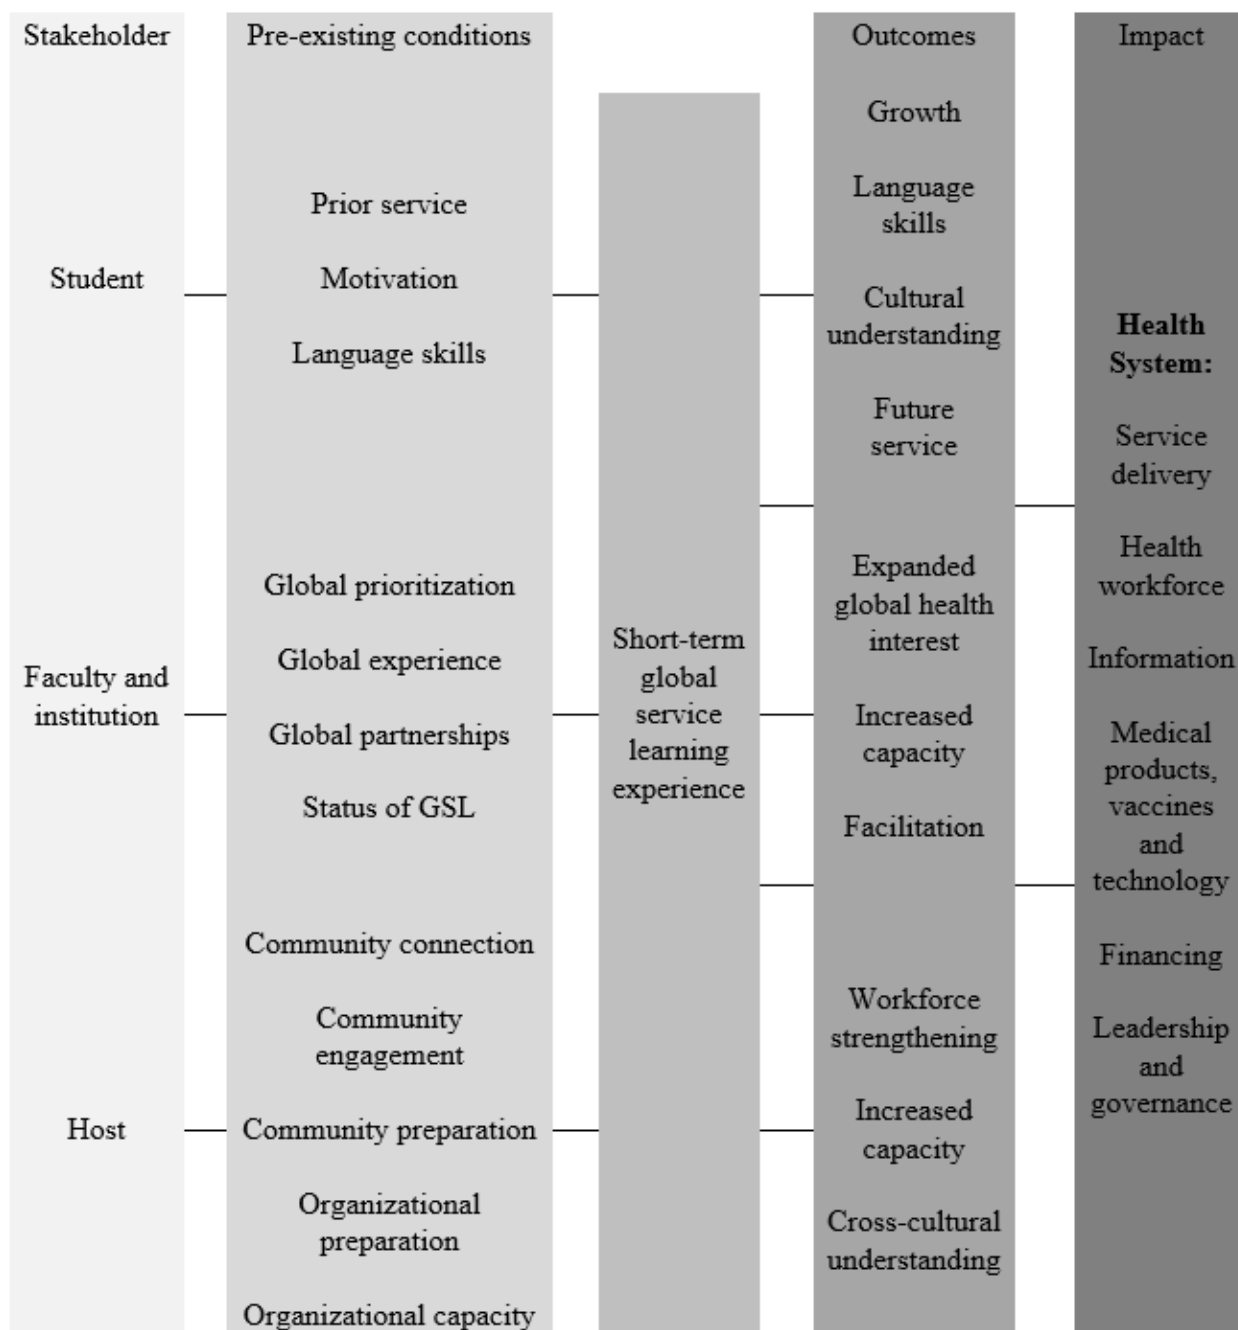 Stakeholder
Pre-existing conditions
Outcomes
Impact
Student
Faculty and
institution
Host
Prior service
Motivation
Language skills
Global prioritization
Global experience
Global partnerships
Status of GSL
Community connection
Community
engagement
Community preparation
Organizational
preparation
Organizational capacity
Short-term
global
service
learning
experience
Growth
Language
skills
Cultural
understanding
Future
service
Expanded
global health
interest
Increased
capacity
Facilitation
Workforce
strengthening
Increased
capacity
Cross-cultural
understanding
Health
System:
Service
delivery
Health
workforce
Information
Medical
products,
vaccines
and
technology
Financing
Leadership
and
governance